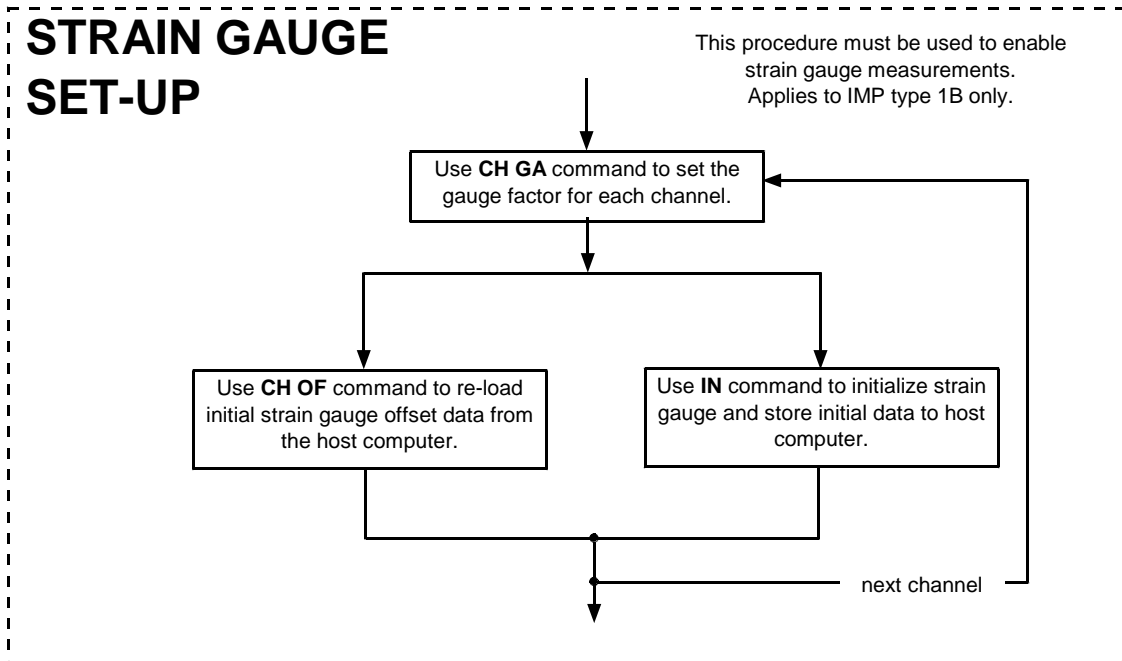 STRAIN GAUGE
SET-UP
This procedure must be used to enable
strain gauge measurements.
Applies to IMP type 1B only.
Use CH GA command to set the
gauge factor for each channel.
Use CH OF command to re-load
initial strain gauge offset data from
the host computer.
Use IN command to initialize strain
gauge and store initial data to host
computer.
next channel